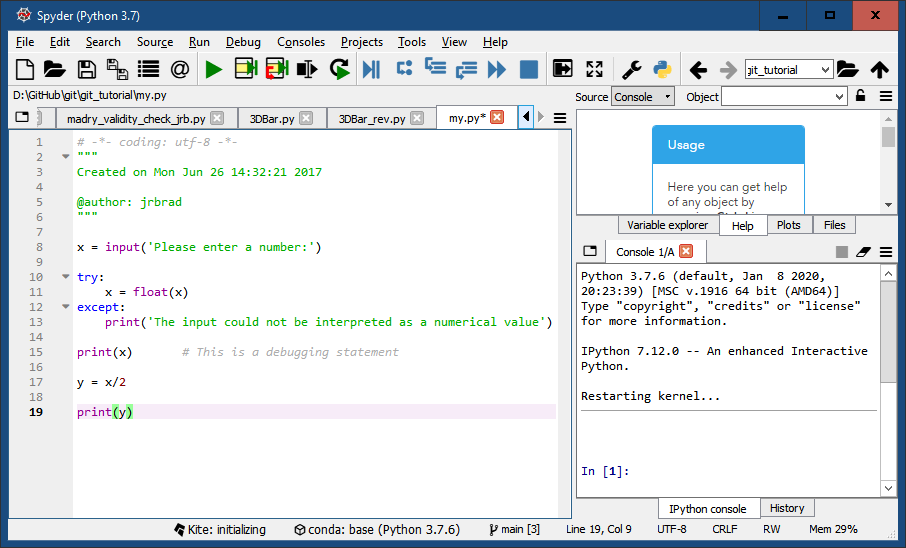 Spyder (Python 3.7)
File Edit Search Source Run Debug Consoles Projects Tools View Help
git_tutorial
D:\GitHub\git\git_tutorial\my.py
Source Console Object
madry_validity_check_jrb.py 3DBar.py 3DBar_rev.py my.py*
1 # -*- coding: utf-8 -*-
2 """
3 Created on Mon Jun 26 14:32:21 2017
4
5 @author: jrbrad
6 """
7
8 x = input('Please enter a number:')
9
10 try:
11 x = float(x)
12 except:
13 print('The input could not be interpreted as a numerical value')
14
15 print(x) # This is a debugging statement
16
17 y = x/2
18
19 print(y)
Usage
Here you can get help
of any object by
Variable explorer Help Plots Files
Console 1/A
Python 3.7.6 (default, Jan 8 2020,
20:23:39) [MSC v.1916 64 bit (AMD64)]
Type "copyright", "credits" or "license"
for more information.
IPython 7.12.0 -- An enhanced Interactive
Python.
Restarting kernel...
In [1]:
IPython console History
Kite: initializing conda: base (Python 3.7.6) main [3] Line 19, Col 9 UTF-8 CRLF RW Mem 29%